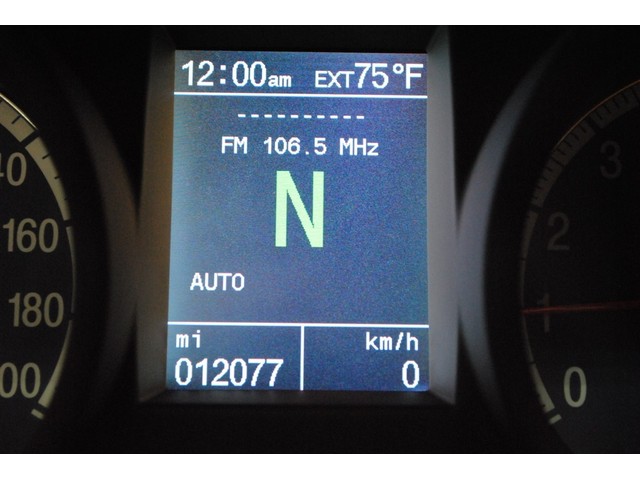 12:00am EXT75°F
----------
FM 106.5 MHz
N
AUTO
mi km/h
012077 0
40
160
180
00
3
2
1
0